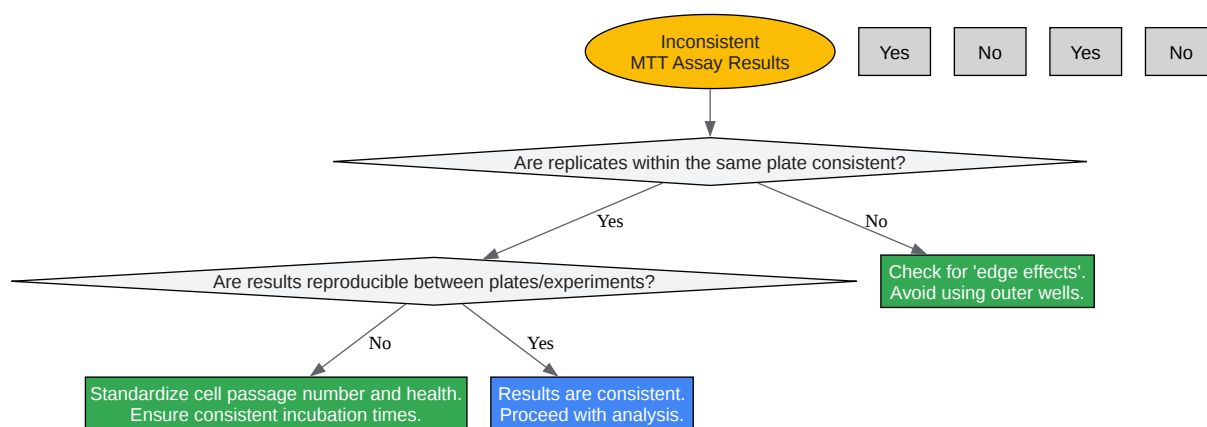 Inconsistent
MTT Assay Results
Yes
No
Yes
No
Are replicates within the same plate consistent?
Yes
No
Are results reproducible between plates/experiments?
Check for 'edge effects'.
Avoid using outer wells.
No
Yes
Standardize cell passage number and health.
Ensure consistent incubation times.
Results are consistent.
Proceed with analysis.